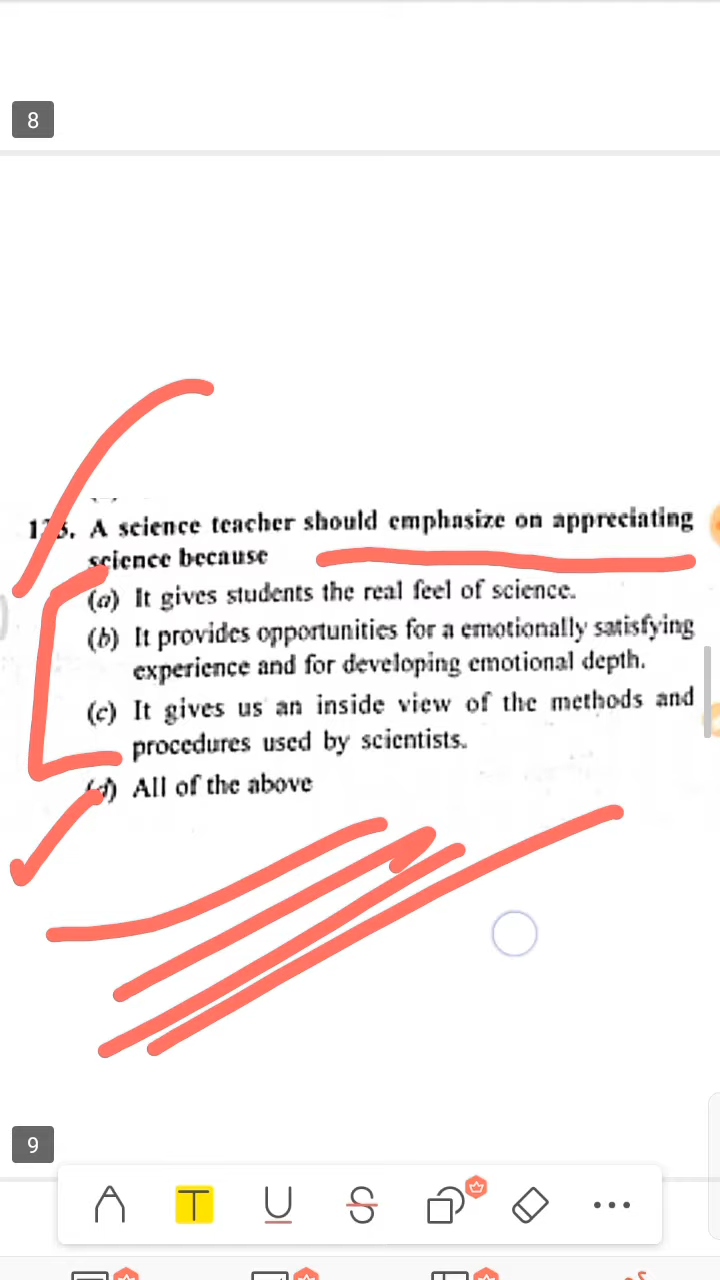 8
A science teacher should emphasize on appreciating
science because
(a) It gives students the real feel of science.
(b) It provides opportunities for a emotionally satisfying
experience and for developing emotional depth.
(c) It gives us an inside view of the methods and
procedures used by scientists.
(d) All of the above
9
T U S